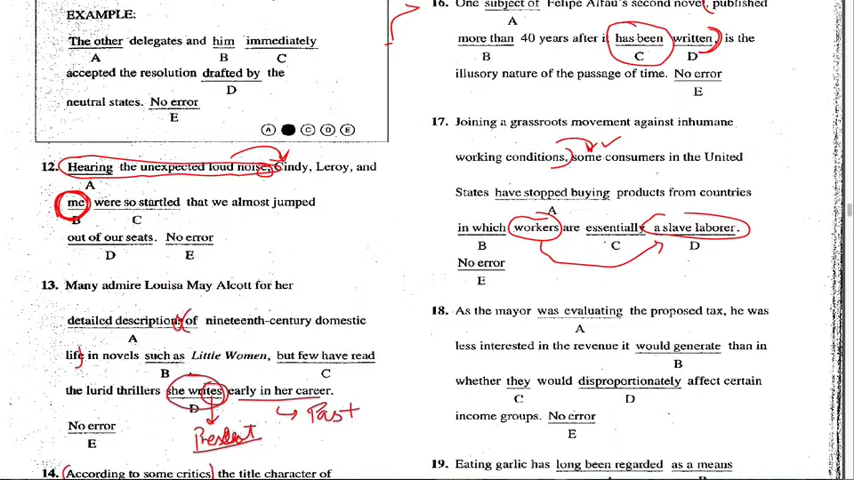 EXAMPLE:
The other delegates and him immediately
A B C
accepted the resolution drafted by the
D
neutral states. No error
E
A C D E
12. Hearing the unexpected loud noise, Cindy, Leroy, and
A
me were so startled that we almost jumped
B C
out of our seats. No error
D E
13. Many admire Louisa May Alcott for her
detailed descriptions of nineteenth-century domestic
A
life in novels such as Little Women, but few have read
B C
the lurid thrillers she writes early in her career.
D
Past
No error
E
Present
14. According to some critics the title character of
16. One subject of Felipe Alfau's second novel, published
A
more than 40 years after it has been written, is the
B C D
illusory nature of the passage of time. No error
E
17. Joining a grassroots movement against inhumane
working conditions, some consumers in the United
States have stopped buying products from countries
A
in which workers are essentially a slave laborer.
B C D
No error
E
18. As the mayor was evaluating the proposed tax, he was
A
less interested in the revenue it would generate than in
B
whether they would disproportionately affect certain
C D
income groups. No error
E
19. Eating garlic has long been regarded as a means